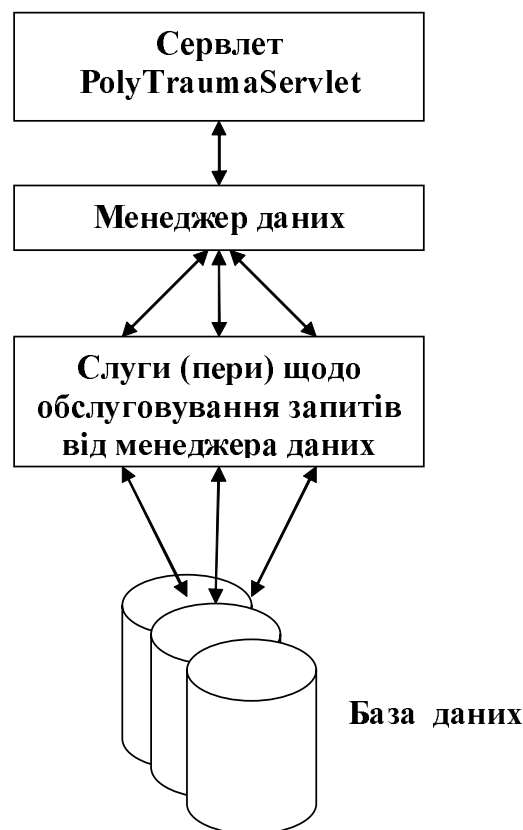 Сервлет
PolyTraumaServlet
Менеджер даних
Слуги (пери) щодо
обслуговування запитів
від менеджера даних
База даних